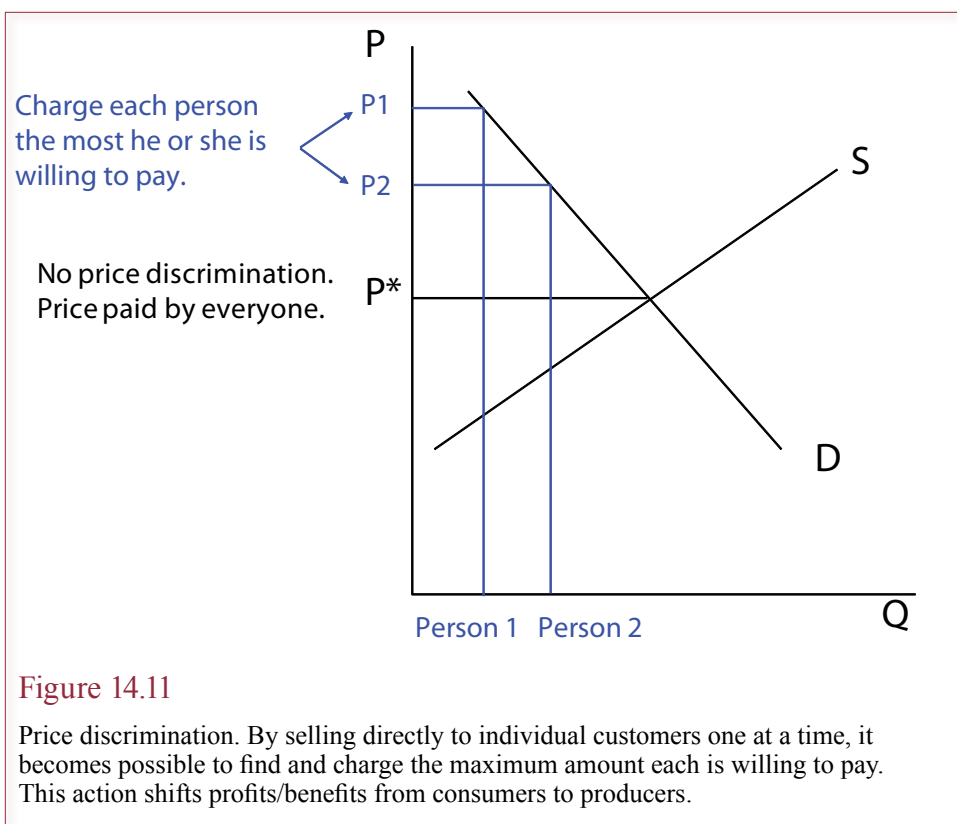 P
Charge each person
the most he or she is
willing to pay.
P1
P2
S
No price discrimination.
Price paid by everyone.
P*
D
Q
Person 1 Person 2
Figure 14.11
Price discrimination. By selling directly to individual customers one at a time, it
becomes possible to find and charge the maximum amount each is willing to pay.
This action shifts profits/benefits from consumers to producers.